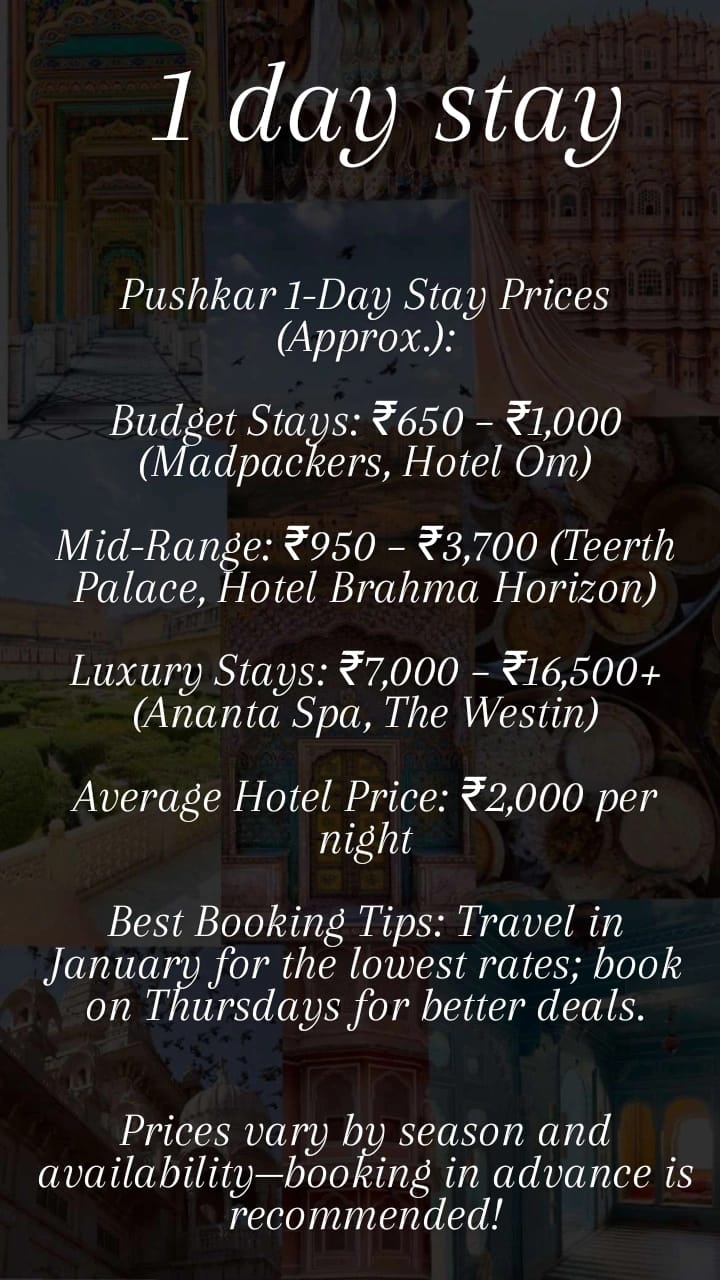 1 day stay
Pushkar 1-Day Stay Prices
(Approx.):
Budget Stays: ₹650 – ₹1,000
(Madpackers, Hotel Om)
Mid-Range: ₹950 – ₹3,700 (Teerth
Palace, Hotel Brahma Horizon)
Luxury Stays: ₹7,000 – ₹16,500+
(Ananta Spa, The Westin)
Average Hotel Price: ₹2,000 per
night
Best Booking Tips: Travel in
January for the lowest rates; book
on Thursdays for better deals.
Prices vary by season and
availability—booking in advance is
recommended!